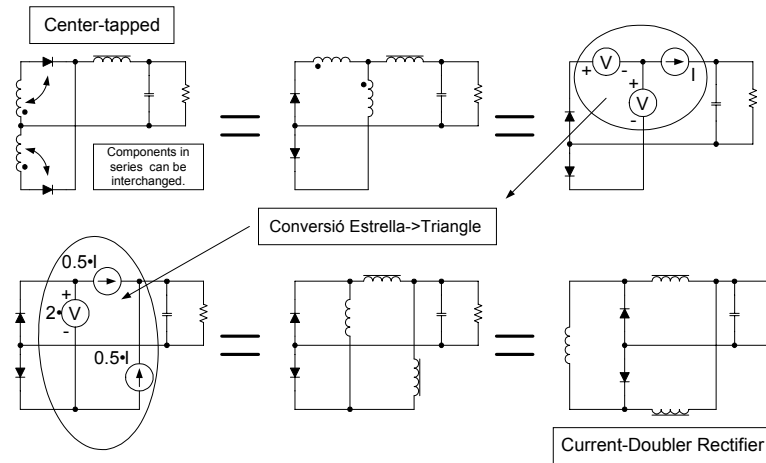 Center-tapped
Components in
series can be
interchanged.
+ V -
+
V
-
I
Conversió Estrella->Triangle
0.5•I
+
2• V
-
0.5•I
Current-Doubler Rectifier